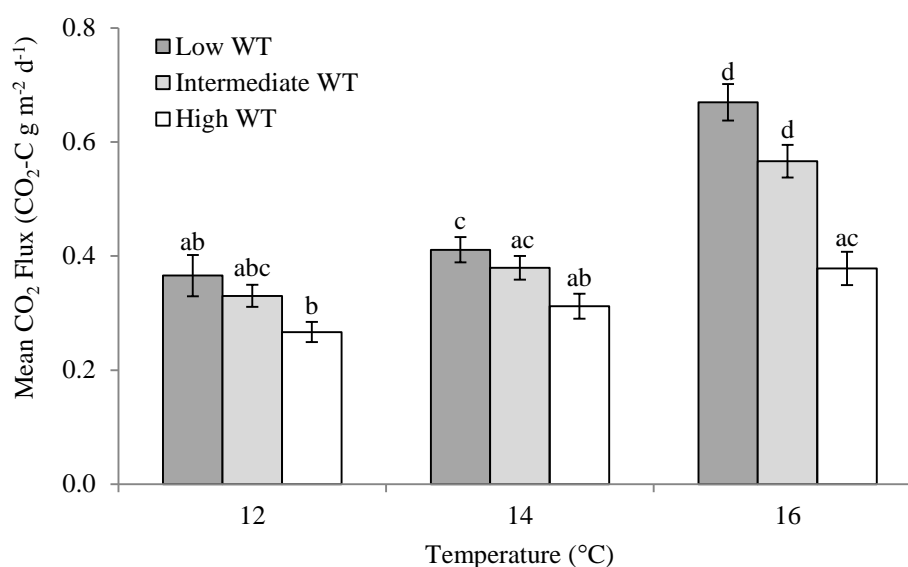 Mean CO₂ Flux (CO₂-C g m⁻² d⁻¹)
0.8
0.6
0.4
0.2
0.0
Low WT
Intermediate WT
High WT
ab
abc
b
c
ac
ab
d
d
ac
12
14
16
Temperature (°C)